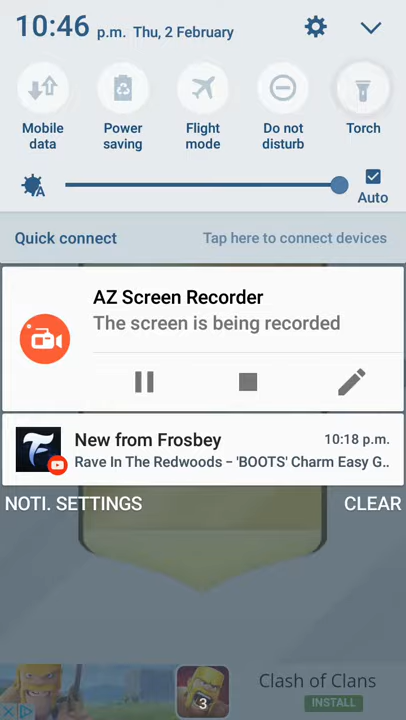 10:46 p.m. Thu, 2 February
Mobile data
Power saving
Flight mode
Do not disturb
Torch
A
Auto
Quick connect
Tap here to connect devices
AZ Screen Recorder
The screen is being recorded
New from Frosbey
10:18 p.m.
Rave In The Redwoods – 'BOOTS' Charm Easy G..
NOTI. SETTINGS
CLEAR
3
Clash of Clans
INSTALL